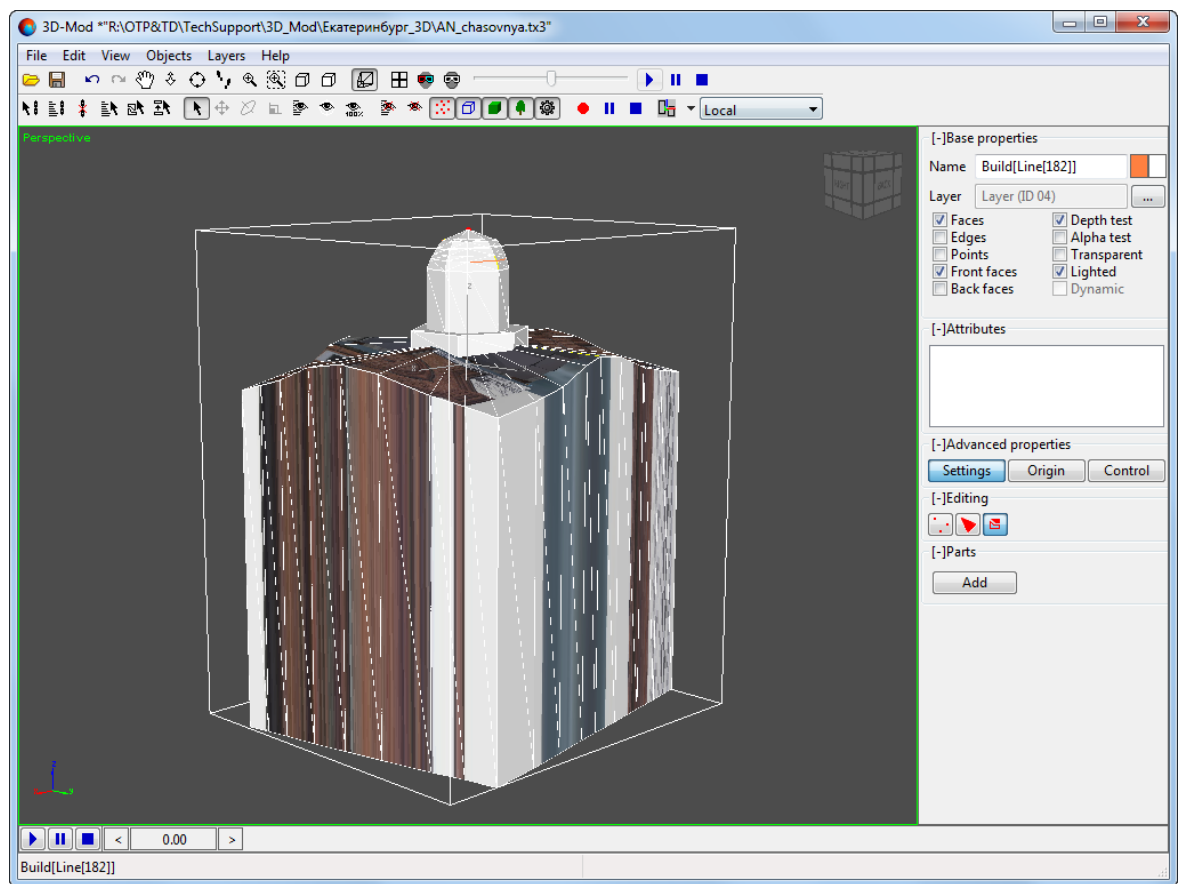 3D-Mod *"R:\OTP&TD\TechSupport\3D_Mod\Екатеринбург_3D\AN_chasovnya.tx3"
File Edit View Objects Layers Help
100%
Local
Perspective
[-]Base properties
Name Build[Line[182]]
Layer Layer (ID 04) ...
Faces Depth test
Edges Alpha test
Points Transparent
Front faces Lighted
Back faces Dynamic
[-]Attributes
[-]Advanced properties
Settings Origin Control
[-]Editing
[-]Parts
Add
z
z
y
< 0.00 >
Build[Line[182]]